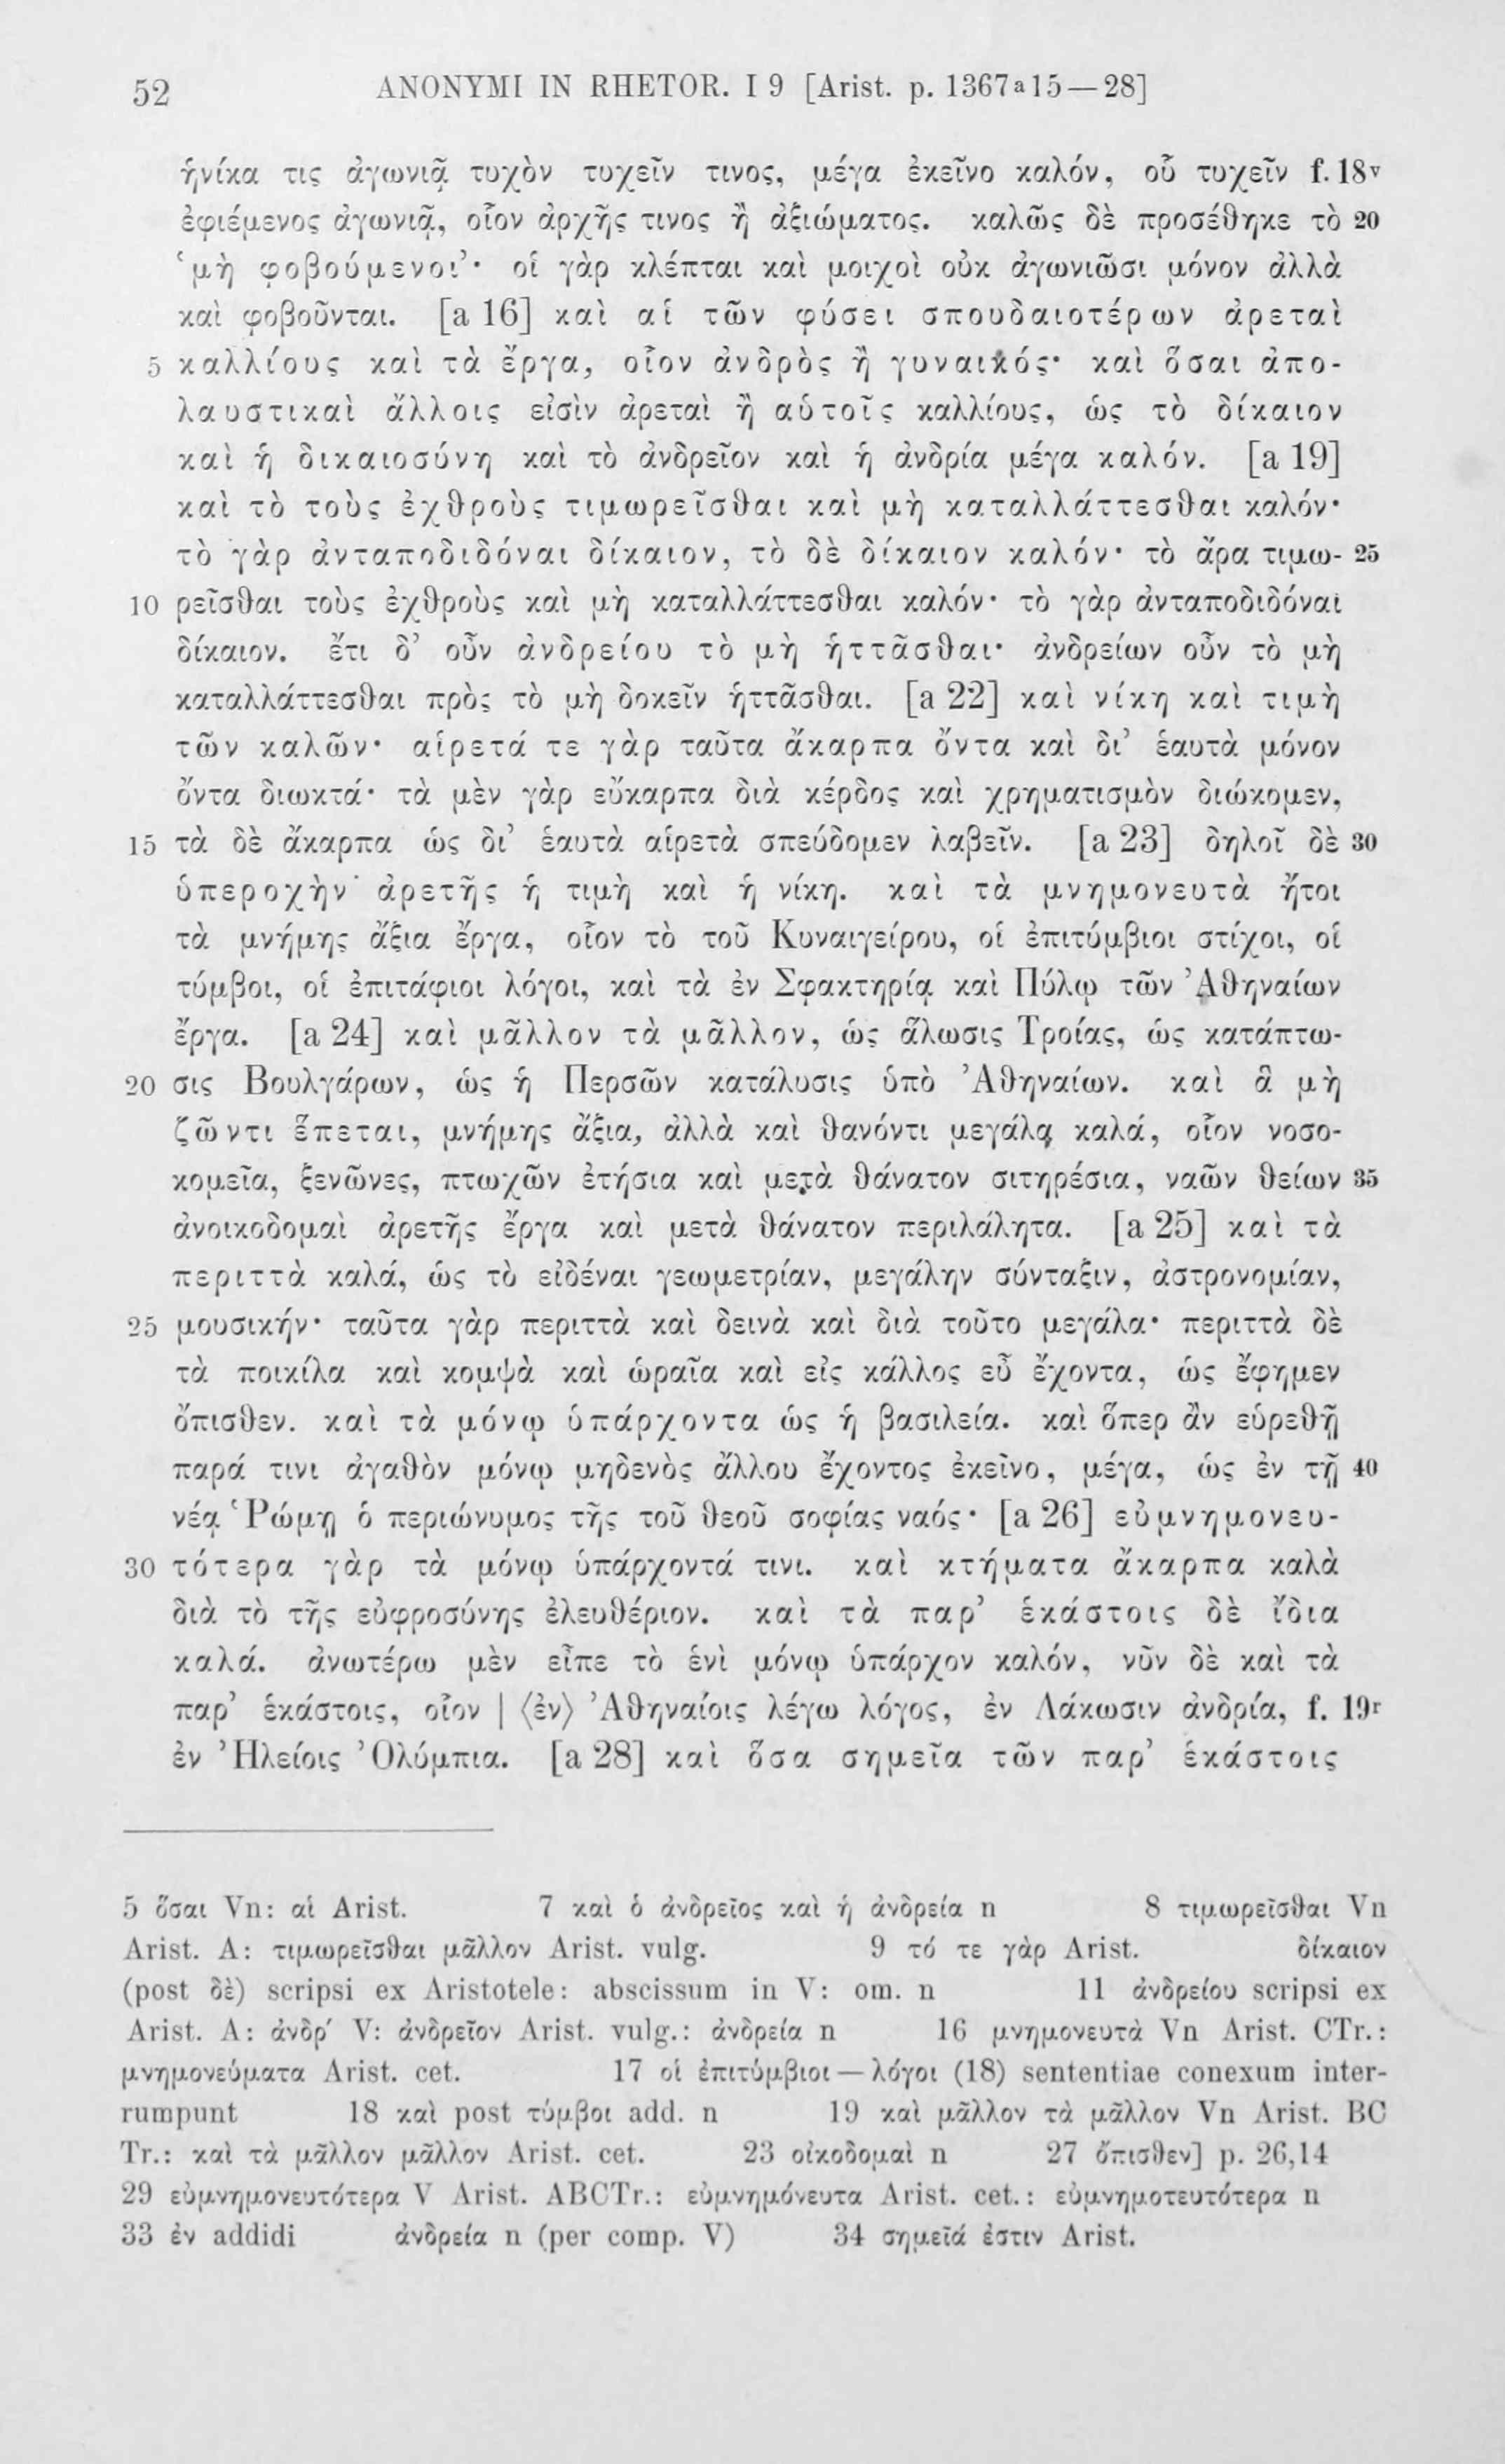 52 ANONYMI IN RHETOR. I 9 [Arist. p. 1367a15—28]
ἡνίκα τις ἀγωνιᾷ τυχὸν τυχεῖν τινος, μέγα ἐκεῖνο καλόν, οὗ τυχεῖν f. 18v
ἐφιέμενος ἀγωνιᾷ, οἷον ἀρχῆς τινος ἢ ἀξιώματος. καλῶς δὲ προσέθηκε τὸ 20
‘μὴ φοβούμενοι’· οἱ γὰρ κλέπται καὶ μοιχοὶ οὐκ ἀγωνιῶσι μόνον ἀλλὰ
καὶ φοβοῦνται. [a 16] καὶ αἱ τῶν φύσει σπουδαιοτέρων ἀρεταὶ
5 καλλίους καὶ τὰ ἔργα, οἷον ἀνδρὸς ἢ γυναικός· καὶ ὅσαι ἀπο-
λαυστικαὶ ἄλλοις εἰσὶν ἀρεταὶ ἢ αὑτοῖς καλλίους, ὡς τὸ δίκαιον
καὶ ἡ δικαιοσύνη καὶ τὸ ἀνδρεῖον καὶ ἡ ἀνδρία μέγα καλόν. [a 19]
καὶ τὸ τοὺς ἐχθροὺς τιμωρεῖσθαι καὶ μὴ καταλλάττεσθαι καλόν·
τὸ γὰρ ἀνταποδιδόναι δίκαιον, τὸ δὲ δίκαιον καλόν· τὸ ἄρα τιμω- 25
10 ρεῖσθαι τοὺς ἐχθροὺς καὶ μὴ καταλλάττεσθαι καλόν· τὸ γὰρ ἀνταποδιδόναι
δίκαιον. ἔτι δ’ οὖν ἀνδρείου τὸ μὴ ἡττᾶσθαι· ἀνδρείων οὖν τὸ μὴ
καταλλάττεσθαι πρὸς τὸ μὴ δοκεῖν ἡττᾶσθαι. [a 22] καὶ νίκη καὶ τιμὴ
τῶν καλῶν· αἱρετά τε γὰρ ταῦτα ἄκαρπα ὄντα καὶ δι’ ἑαυτὰ μόνον
ὄντα διωκτά· τὰ μὲν γὰρ εὔκαρπα διὰ κέρδος καὶ χρηματισμὸν διώκομεν,
15 τὰ δὲ ἄκαρπα ὡς δι’ ἑαυτὰ αἱρετὰ σπεύδομεν λαβεῖν. [a 23] δηλοῖ δὲ 30
ὑπεροχὴν ἀρετῆς ἡ τιμὴ καὶ ἡ νίκη. καὶ τὰ μνημονευτὰ ἤτοι
τὰ μνήμης ἄξια ἔργα, οἷον τὸ τοῦ Κυναιγείρου, οἱ ἐπιτύμβιοι στίχοι, οἱ
τύμβοι, οἱ ἐπιτάφιοι λόγοι, καὶ τὰ ἐν Σφακτηρίᾳ καὶ Πύλῳ τῶν Ἀθηναίων
ἔργα. [a 24] καὶ μᾶλλον τὰ μᾶλλον, ὡς ἅλωσις Τροίας, ὡς κατάπτω-
20 σις Βουλγάρων, ὡς ἡ Περσῶν κατάλυσις ὑπὸ Ἀθηναίων. καὶ ἃ μὴ
ζῶντι ἕπεται, μνήμης ἄξια, ἀλλὰ καὶ θανόντι μεγάλα καλά, οἷον νοσο-
κομεῖα, ξενῶνες, πτωχῶν ἐτήσια καὶ μετὰ θάνατον σιτηρέσια, ναῶν θείων 35
ἀνοικοδομαὶ ἀρετῆς ἔργα καὶ μετὰ θάνατον περιλάλητα. [a 25] καὶ τὰ
περιττὰ καλά, ὡς τὸ εἰδέναι γεωμετρίαν, μεγάλην σύνταξιν, ἀστρονομίαν,
25 μουσικήν· ταῦτα γὰρ περιττὰ καὶ δεινὰ καὶ διὰ τοῦτο μεγάλα· περιττὰ δὲ
τὰ ποικίλα καὶ κομψὰ καὶ ὡραῖα καὶ εἰς κάλλος εὖ ἔχοντα, ὡς ἔφημεν
ὄπισθεν. καὶ τὰ μόνῳ ὑπάρχοντα ὡς ἡ βασιλεία. καὶ ὅπερ ἂν εὑρεθῇ
παρά τινι ἀγαθὸν μόνῳ μηδενὸς ἄλλου ἔχοντος ἐκεῖνο, μέγα, ὡς ἐν τῇ 40
νέᾳ Ῥώμῃ ὁ περιώνυμος τῆς τοῦ θεοῦ σοφίας ναός· [a 26] εὐμνημονευ-
30 τότερα γὰρ τὰ μόνῳ ὑπάρχοντά τινι. καὶ κτήματα ἄκαρπα καλὰ
διὰ τὸ τῆς εὐφροσύνης ἐλευθέριον. καὶ τὰ παρ’ ἑκάστοις δὲ ἴδια
καλά. ἀνωτέρω μὲν εἶπε τὸ ἑνὶ μόνῳ ὑπάρχον καλόν, νῦν δὲ καὶ τὰ
παρ’ ἑκάστοις, οἷον | ⟨ἐν⟩ Ἀθηναίοις λέγω λόγος, ἐν Λάκωσιν ἀνδρία, f. 19r
ἐν Ἠλείοις Ὀλύμπια. [a 28] καὶ ὅσα σημεῖα τῶν παρ’ ἑκάστοις
5 ὅσαι Vn: αἱ Arist. 7 καὶ ὁ ἀνδρεῖος καὶ ἡ ἀνδρεία n 8 τιμωρεῖσθαι Vn
Arist. A: τιμωρεῖσθαι μᾶλλον Arist. vulg. 9 τό τε γὰρ Arist. δίκαιον
(post δὲ) scripsi ex Aristotele: abscissum in V: om. n 11 ἀνδρείου scripsi ex
Arist. A: ἀνδρ′ V: ἀνδρεῖον Arist. vulg.: ἀνδρεία n 16 μνημονευτὰ Vn Arist. CTr.:
μνημονεύματα Arist. cet. 17 οἱ ἐπιτύμβιοι — λόγοι (18) sententiae conexum inter-
rumpunt 18 καὶ post τύμβοι add. n 19 καὶ μᾶλλον τὰ μᾶλλον Vn Arist. BC
Tr.: καὶ τὰ μᾶλλον μᾶλλον Arist. cet. 23 οἰκοδομαὶ n 27 ὄπισθεν] p. 26,14
29 εὐμνημονευτότερα V Arist. ABCTr.: εὐμνημόνευτα Arist. cet.: εὐμνημοτευτότερα n
33 ἐν addidi ἀνδρεία n (per comp. V) 34 σημεῖά ἐστιν Arist.